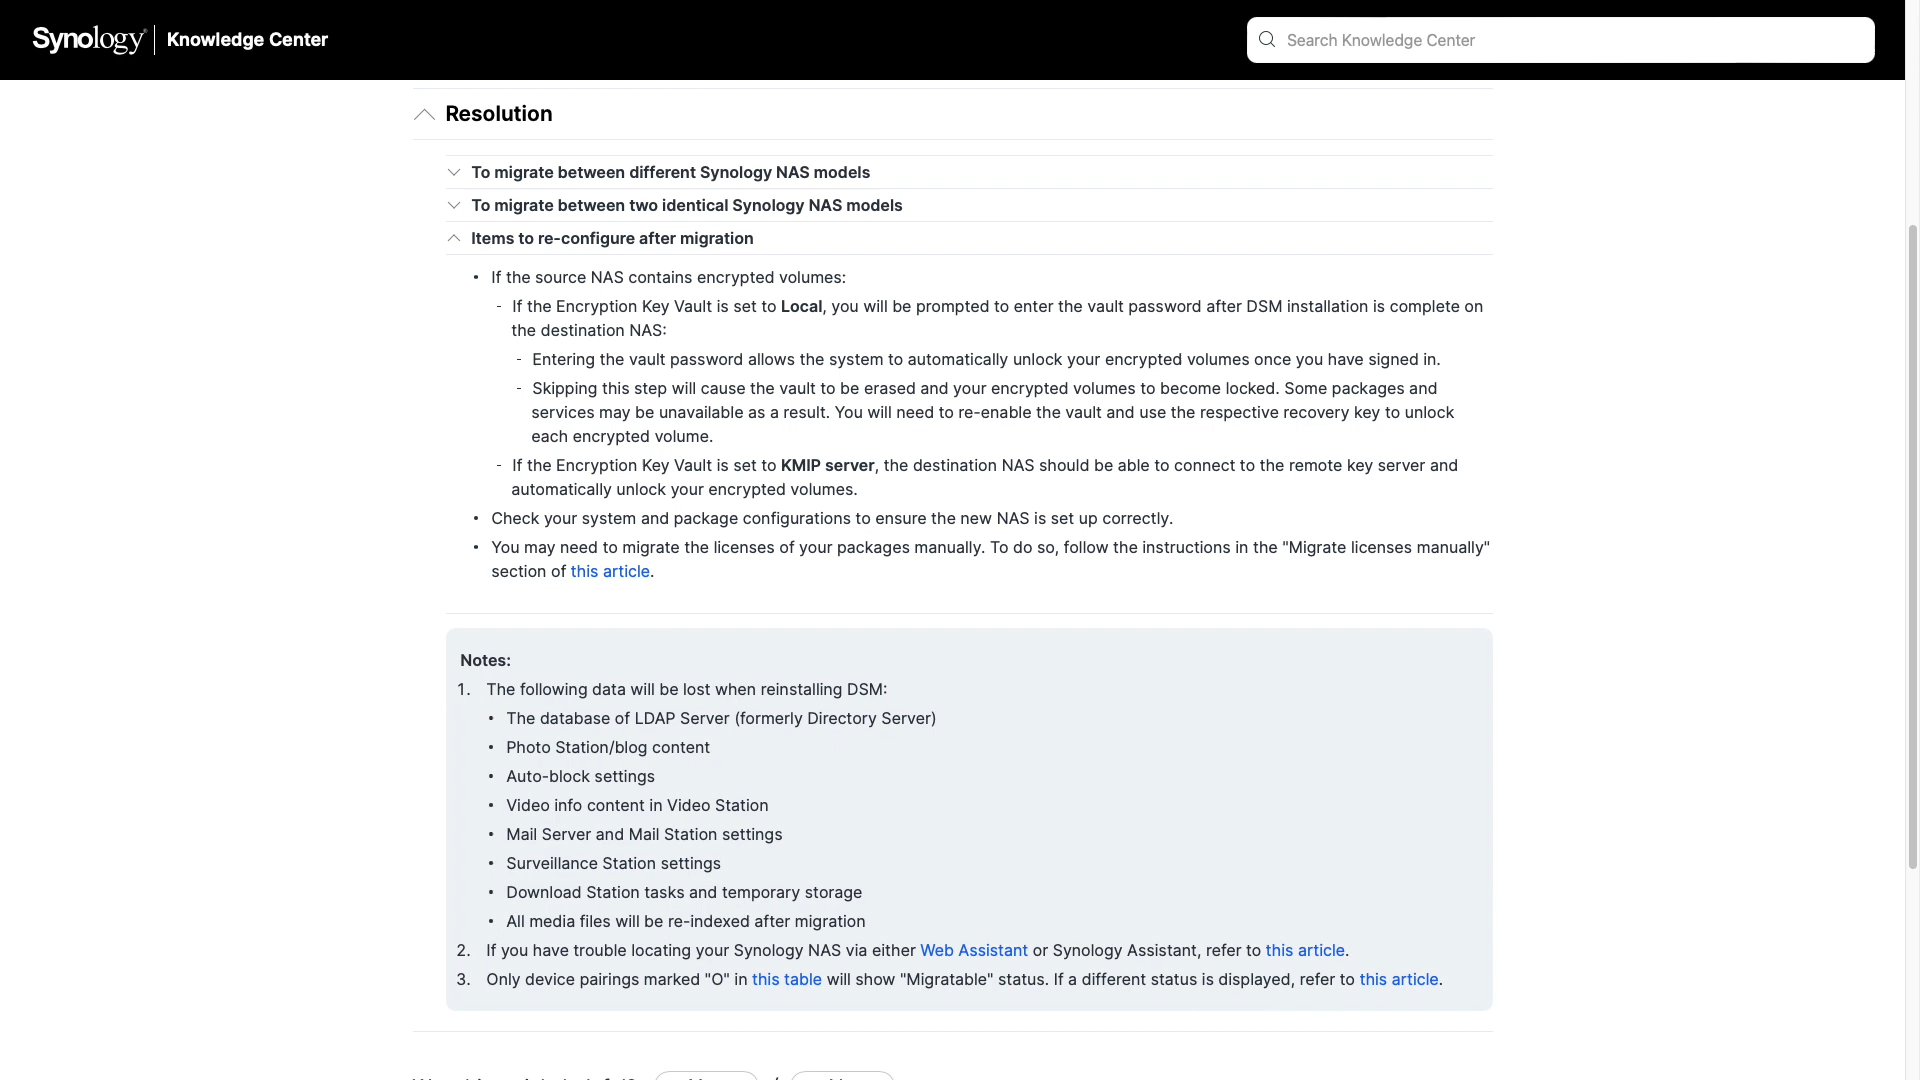 Synology Knowledge Center
Search Knowledge Center
Resolution
To migrate between different Synology NAS models
To migrate between two identical Synology NAS models
Items to re-configure after migration
• If the source NAS contains encrypted volumes:
- If the Encryption Key Vault is set to Local, you will be prompted to enter the vault password after DSM installation is complete on
the destination NAS:
- Entering the vault password allows the system to automatically unlock your encrypted volumes once you have signed in.
- Skipping this step will cause the vault to be erased and your encrypted volumes to become locked. Some packages and
services may be unavailable as a result. You will need to re-enable the vault and use the respective recovery key to unlock
each encrypted volume.
- If the Encryption Key Vault is set to KMIP server, the destination NAS should be able to connect to the remote key server and
automatically unlock your encrypted volumes.
• Check your system and package configurations to ensure the new NAS is set up correctly.
• You may need to migrate the licenses of your packages manually. To do so, follow the instructions in the "Migrate licenses manually"
section of this article.
Notes:
1. The following data will be lost when reinstalling DSM:
• The database of LDAP Server (formerly Directory Server)
• Photo Station/blog content
• Auto-block settings
• Video info content in Video Station
• Mail Server and Mail Station settings
• Surveillance Station settings
• Download Station tasks and temporary storage
• All media files will be re-indexed after migration
2. If you have trouble locating your Synology NAS via either Web Assistant or Synology Assistant, refer to this article.
3. Only device pairings marked "O" in this table will show "Migratable" status. If a different status is displayed, refer to this article.